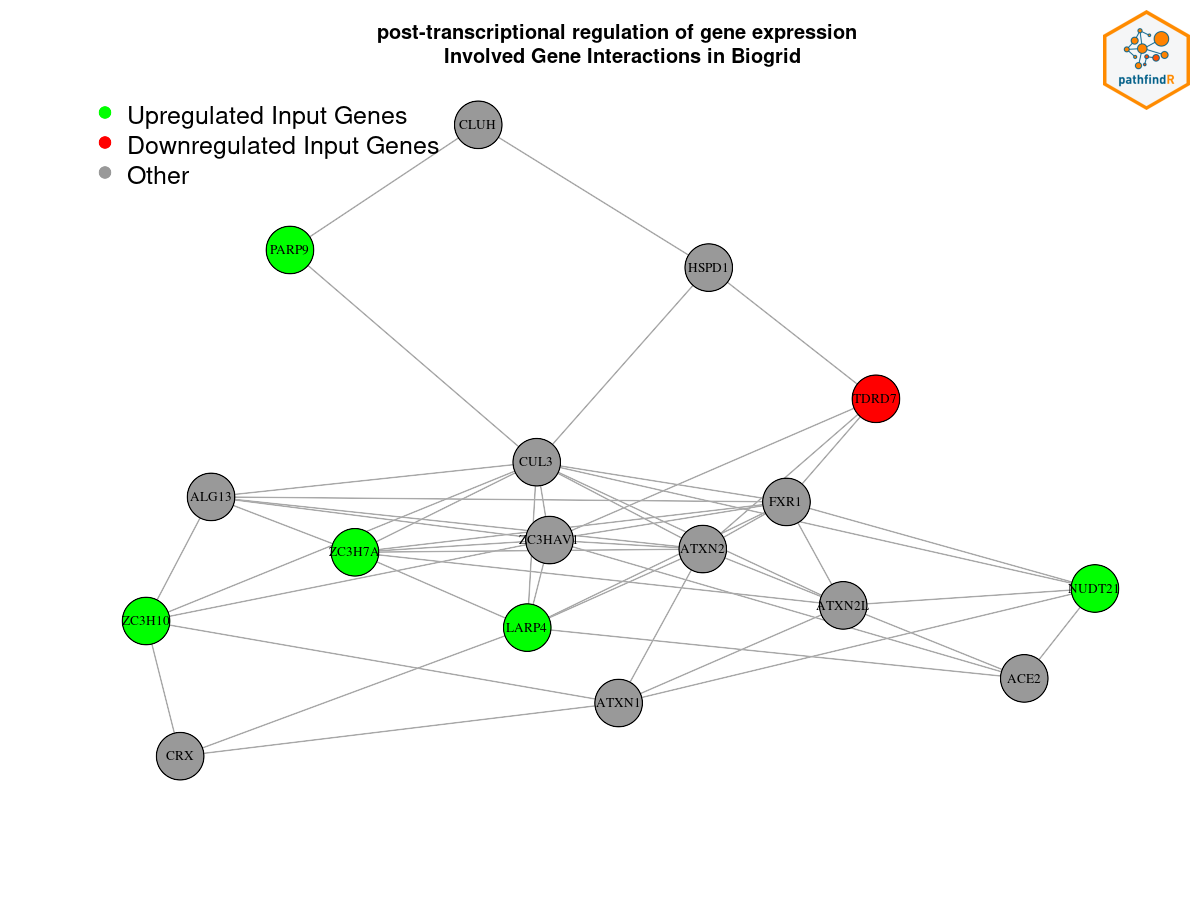 post-transcriptional regulation of gene expression
Involved Gene Interactions in Biogrid
pathfindR
Upregulated Input Genes
Downregulated Input Genes
Other
CLUH
PARP9
HSPD1
TDRD7
CUL3
ALG13
FXR1
ZC3H7A
ZC3HAV1
ATXN2
NUDT21
ATXN2L
ZC3H10
LARP4
ACE2
ATXN1
CRX